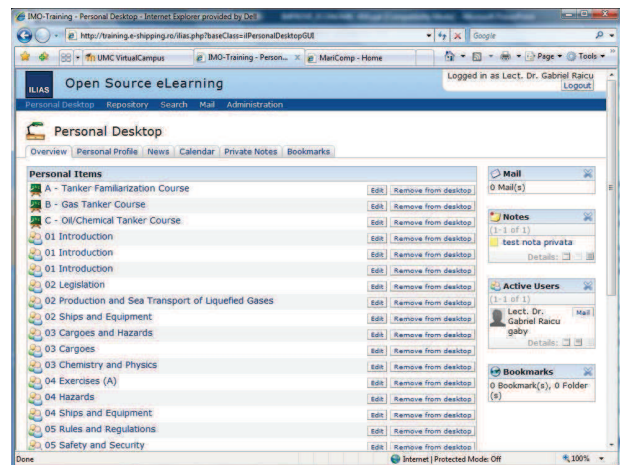 IMO-Training - Personal Desktop - Internet Explorer provided by Dell
http://training.e-shipping.ro/ilias.php?baseClass=ilPersonalDesktopGUI
Google
UMC VirtualCampus
IMO-Training - Person...
MariComp - Home
Page
Tools
ILIAS
Open Source eLearning
Logged in as Lect. Dr. Gabriel Raicu
Logout
Personal Desktop Repository Search Mail Administration
Personal Desktop
Overview Personal Profile News Calendar Private Notes Bookmarks
Personal Items
A - Tanker Familiarization Course Edit Remove from desktop
B - Gas Tanker Course Edit Remove from desktop
C - Oil/Chemical Tanker Course Edit Remove from desktop
01 Introduction Edit Remove from desktop
01 Introduction Edit Remove from desktop
01 Introduction Edit Remove from desktop
02 Legislation Edit Remove from desktop
02 Production and Sea Transport of Liquefied Gases Edit Remove from desktop
02 Ships and Equipment Edit Remove from desktop
03 Cargoes and Hazards Edit Remove from desktop
03 Cargoes Edit Remove from desktop
03 Chemistry and Physics Edit Remove from desktop
04 Exercises (A) Edit Remove from desktop
04 Hazards Edit Remove from desktop
04 Ships and Equipment Edit Remove from desktop
05 Rules and Regulations Edit Remove from desktop
05 Safety and Security Edit Remove from desktop
Mail
0 Mail(s)
Notes
(1-1 of 1)
test nota privata
Details:
Active Users
(1-1 of 1)
Lect. Dr. Mail
Gabriel Raicu
gaby
Details:
Bookmarks
0 Bookmark(s), 0 Folder
(s)
Done
Internet | Protected Mode: Off
100%